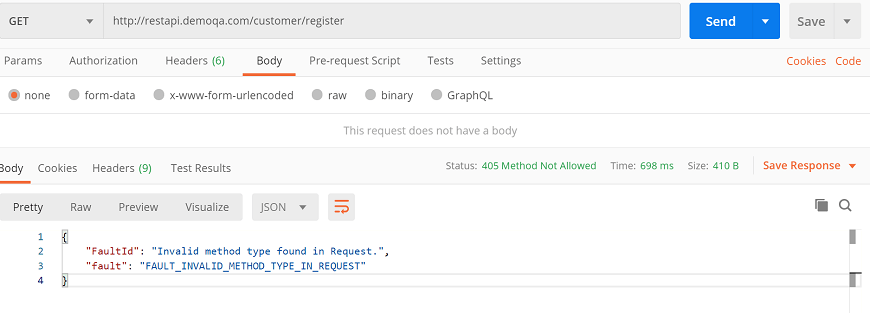 GET http://restapi.demoqa.com/customer/register Send Save
Params Authorization Headers (6) Body Pre-request Script Tests Settings Cookies Code
none form-data x-www-form-urlencoded raw binary GraphQL
This request does not have a body
Body Cookies Headers (9) Test Results Status: 405 Method Not Allowed Time: 698 ms Size: 410 B Save Response
Pretty Raw Preview Visualize JSON
1 {
2 "FaultId": "Invalid method type found in Request.",
3 "fault": "FAULT_INVALID_METHOD_TYPE_IN_REQUEST"
4 }